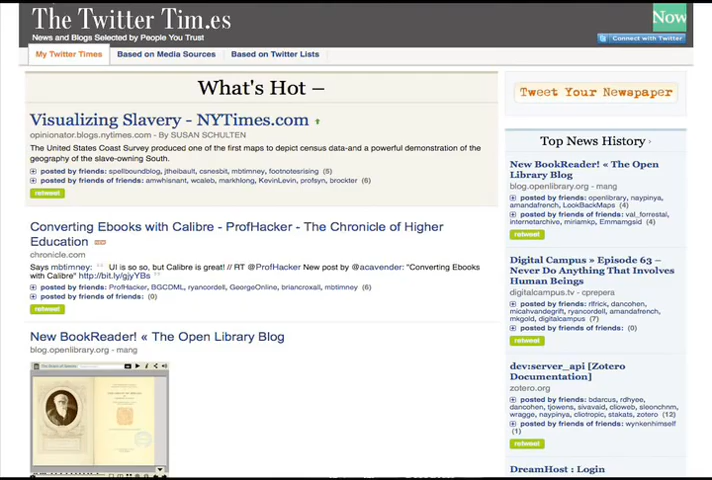 The Twitter Tim.es
News and Blogs Selected by People You Trust
Now
Connect with Twitter
My Twitter Times
Based on Media Sources
Based on Twitter Lists
What's Hot –
Visualizing Slavery - NYTimes.com
opinionator.blogs.nytimes.com - By SUSAN SCHULTEN
The United States Coast Survey produced one of the first maps to depict census data-and a powerful demonstration of the
geography of the slave-owning South.
posted by friends: spellboundblog, jtheibault, csnesbit, mbtimney, footnotesrising (5)
posted by friends of friends: amwhisnant, wcaleb, markhlong, KevinLevin, profsyn, brockter (6)
retweet
Converting Ebooks with Calibre - ProfHacker - The Chronicle of Higher
Education
chronicle.com
Says mbtimney: “ UI is so so, but Calibre is great! // RT @ProfHacker New post by @acavender: "Converting Ebooks
with Calibre" http://bit.ly/gjyYBs ”
posted by friends: ProfHacker, BGCDML, ryancordell, GeorgeOnline, briancroxall, mbtimney (6)
posted by friends of friends: (0)
retweet
New BookReader! « The Open Library Blog
blog.openlibrary.org - mang
Tweet Your Newspaper
Top News History ›
New BookReader! « The Open
Library Blog
blog.openlibrary.org - mang
posted by friends: openlibrary, naypinya,
amandafrench, LookBackMaps (4)
posted by friends of friends: val_forrestal,
internetarchive, miriamkp, Emmamgsid (4)
retweet
Digital Campus » Episode 63 –
Never Do Anything That Involves
Human Beings
digitalcampus.tv - cprepera
posted by friends: rlfrick, dancohen,
micahvandegrift, ryancordell, amandafrench,
mkgold, digitalcampus (7)
posted by friends of friends: (0)
retweet
dev:server_api [Zotero
Documentation]
zotero.org
posted by friends: bdarcus, rdhyee,
dancohen, tjowens, sivavaid, clioweb, sleonchnm,
wragge, naypinya, cliotropic, stakats, zotero (12)
posted by friends of friends: wynkenhimself
(1)
retweet
DreamHost : Login